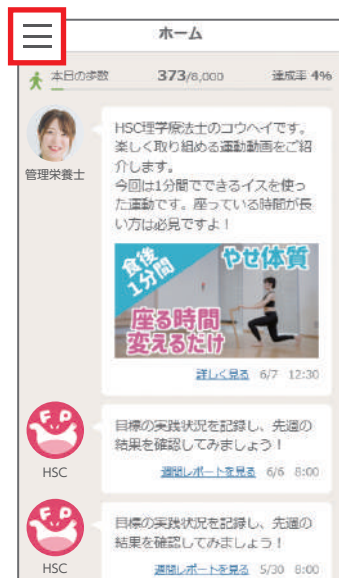 ホーム
本日の歩数 373/8,000 達成率 4%
管理栄養士
HSC理学療法士のコウヘイです。
楽しく取り組める運動動画をご紹
介します。
今回は1分間でできるイスを使っ
た運動です。座っている時間が長
い方は必見ですよ!
食後
1分間
やせ体質
座る時間
変えるだけ
詳しく見る 6/7 12:30
HSC
目標の実践状況を記録し、先週の
結果を確認してみましょう!
週間レポートを見る 6/6 8:00
HSC
目標の実践状況を記録し、先週の
結果を確認してみましょう!
週間レポートを見る 5/30 8:00